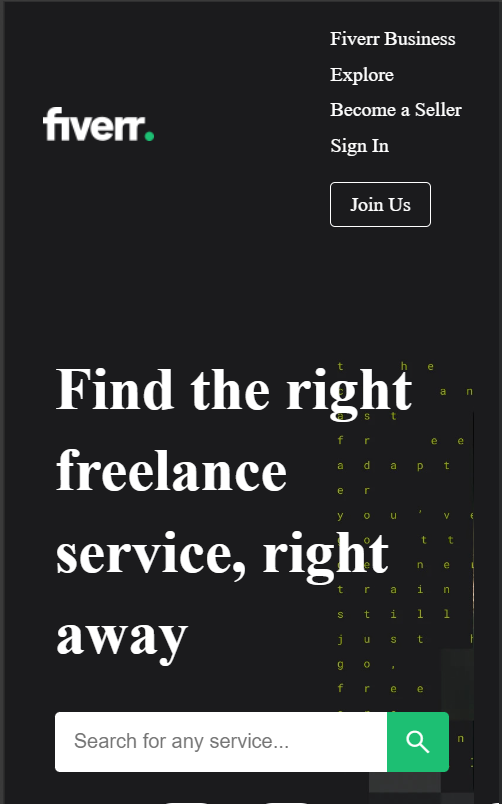 Fiverr Business
Explore
Become a Seller
Sign In
fiverr.
Join Us
Find the right
freelance
service, right
away
t h e
a n
a s t
f r e e
a d a p t
e r
y o u ' v e
t t
n e
t r a i n
s t i l l
j u s t
g o ,
f r e e
Search for any service...
n